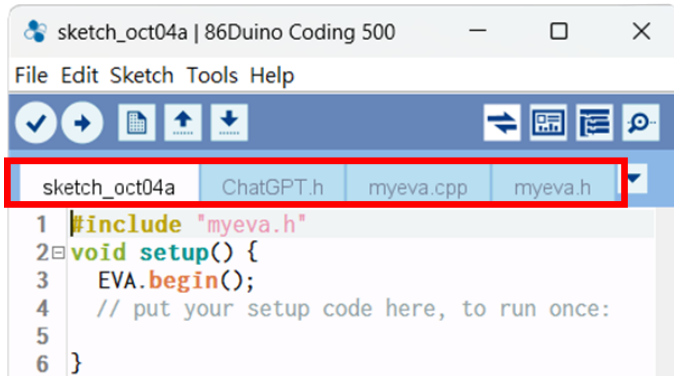 sketch_oct04a | 86Duino Coding 500
File Edit Sketch Tools Help
sketch_oct04a ChatGPT.h myeva.cpp myeva.h
1 #include "myeva.h"
2 void setup() {
3 EVA.begin();
4 // put your setup code here, to run once:
5
6 }